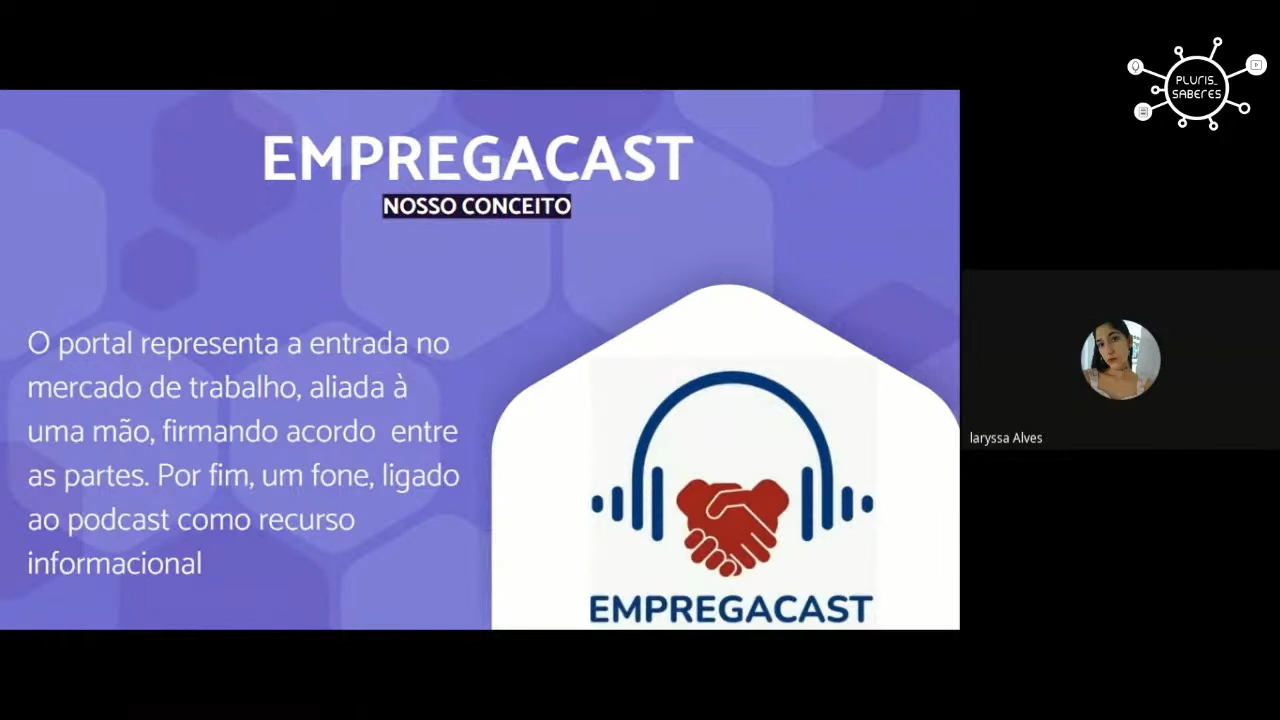 PLURIS_
SABERES
EMPREGACAST
NOSSO CONCEITO
O portal representa a entrada no
mercado de trabalho, aliada à
uma mão, firmando acordo  entre
as partes. Por fim, um fone, ligado
ao podcast como recurso
informacional
EMPREGACAST
laryssa Alves